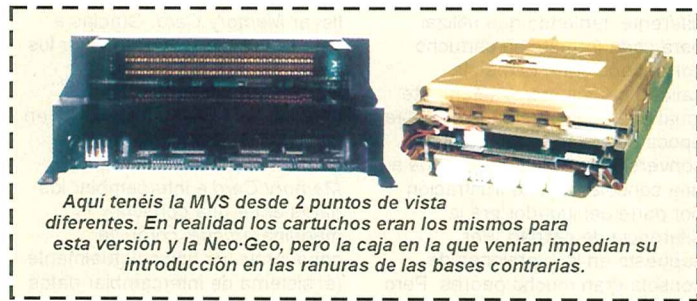 Aquí tenéis la MVS desde 2 puntos de vista
diferentes. En realidad los cartuchos eran los mismos para
esta versión y la Neo·Geo, pero la caja en la que venían impedían su
introducción en las ranuras de las bases contrarias.